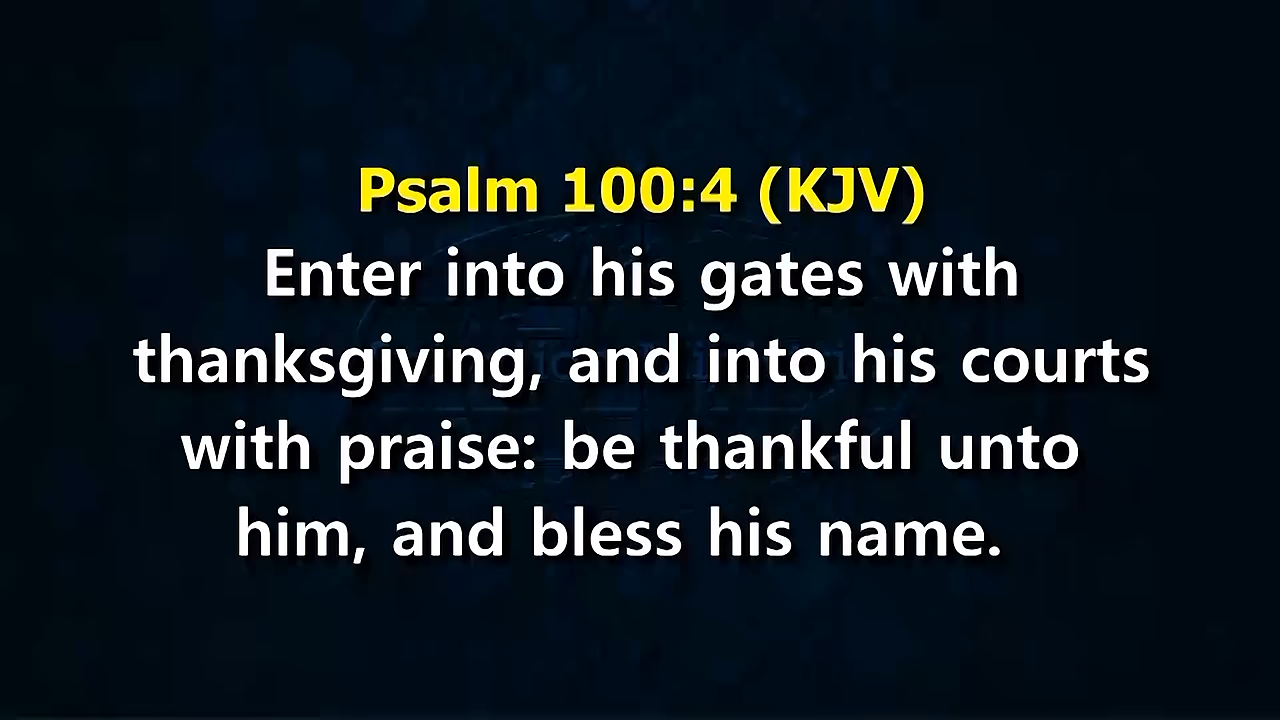 Psalm 100:4 (KJV)
Enter into his gates with
thanksgiving, and into his courts
with praise: be thankful unto
him, and bless his name.